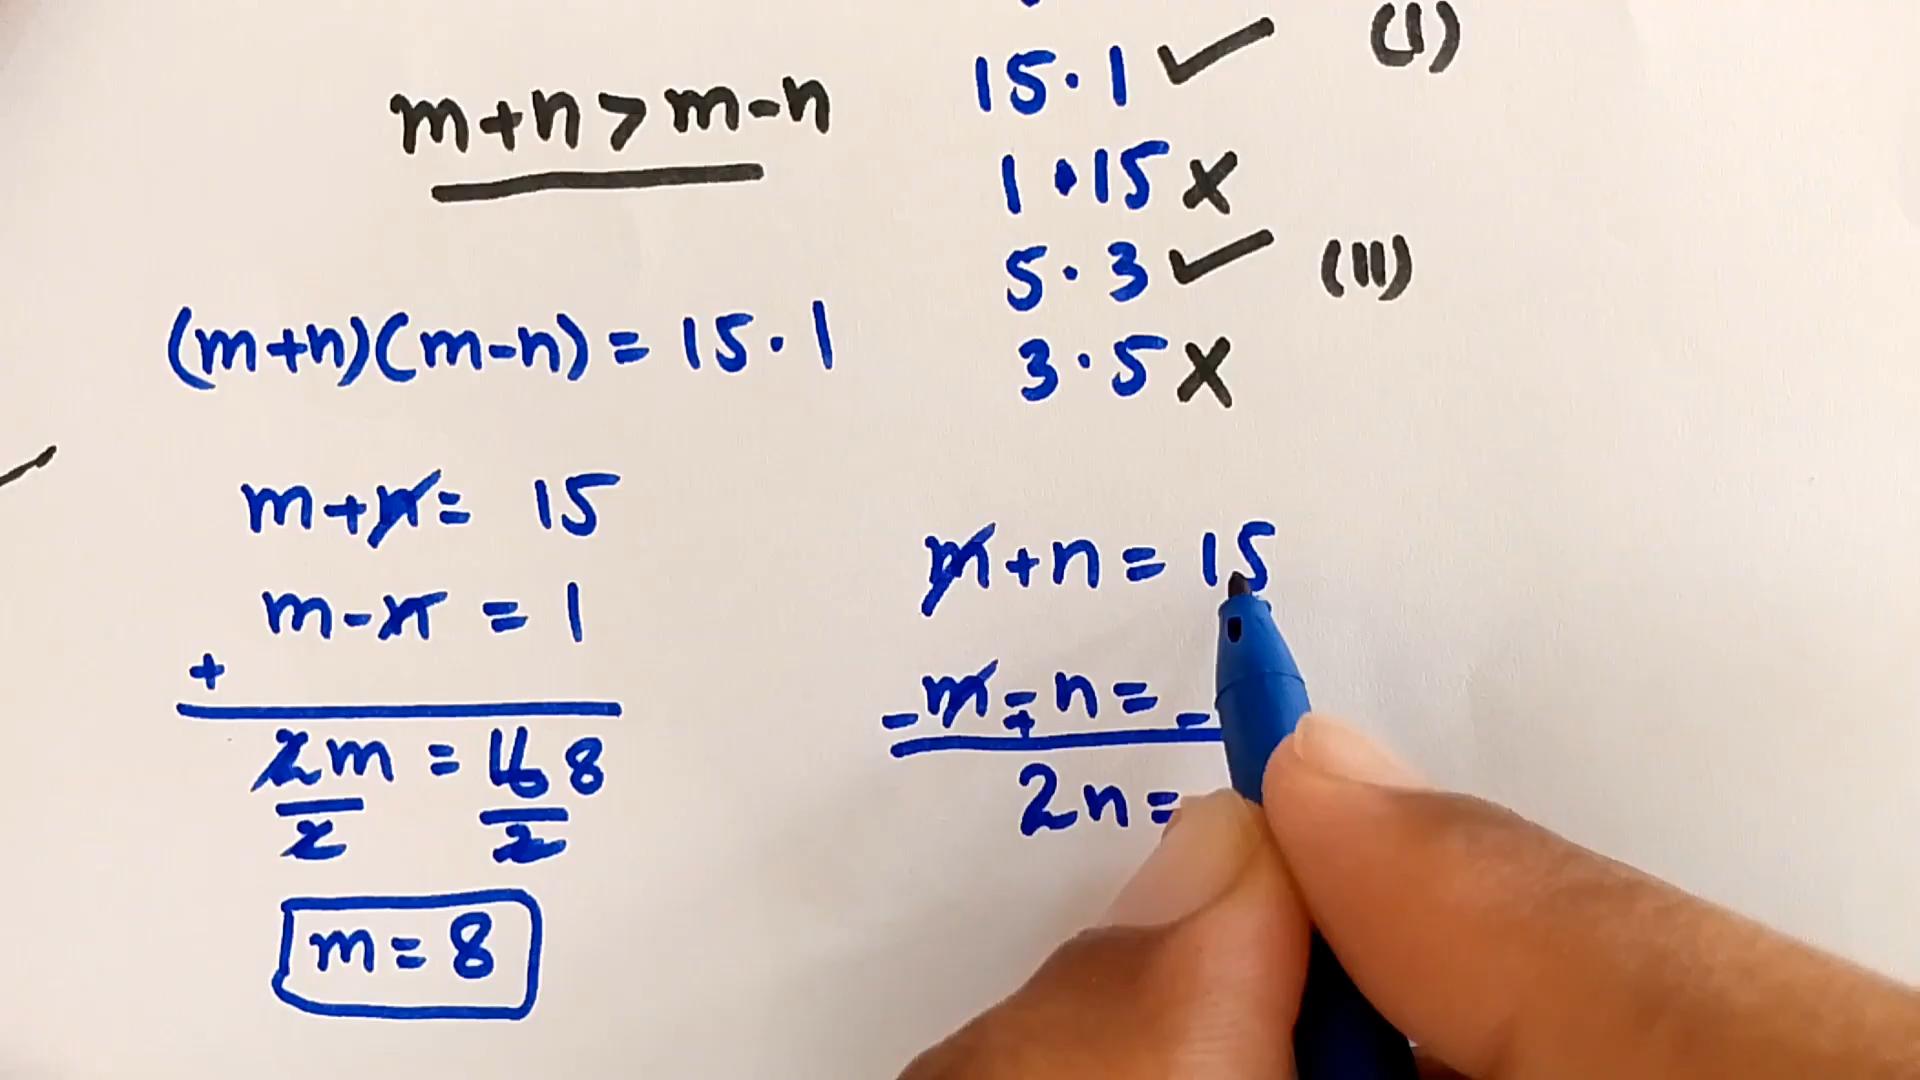 m+n>m-n
15·1 ✓ (I)
1·15 x
5·3 ✓ (II)
3·5 x
(m+n)(m-n) = 15·1
m+n = 15
m-n = 1
+
2m = 16 8
2 2
m = 8
m+n = 15
m-n =
- + -
2n =